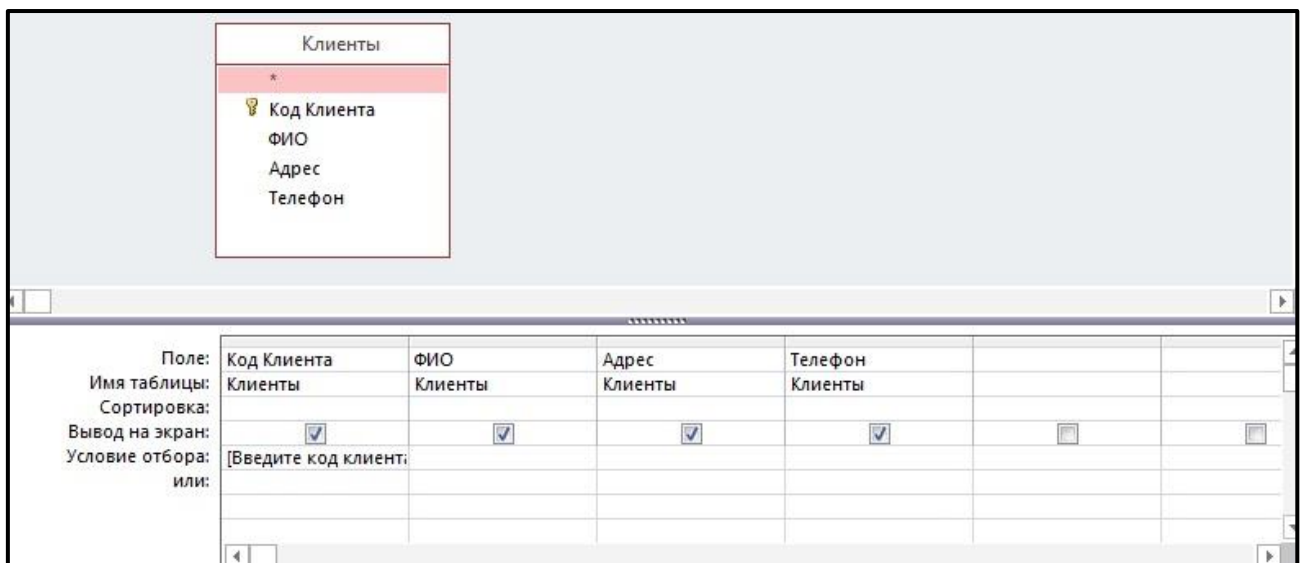 Клиенты
*
Код Клиента
ФИО
Адрес
Телефон
Поле: Код Клиента ФИО Адрес Телефон
Имя таблицы: Клиенты Клиенты Клиенты Клиенты
Сортировка:
Вывод на экран:
Условие отбора: [Введите код клиента
или: